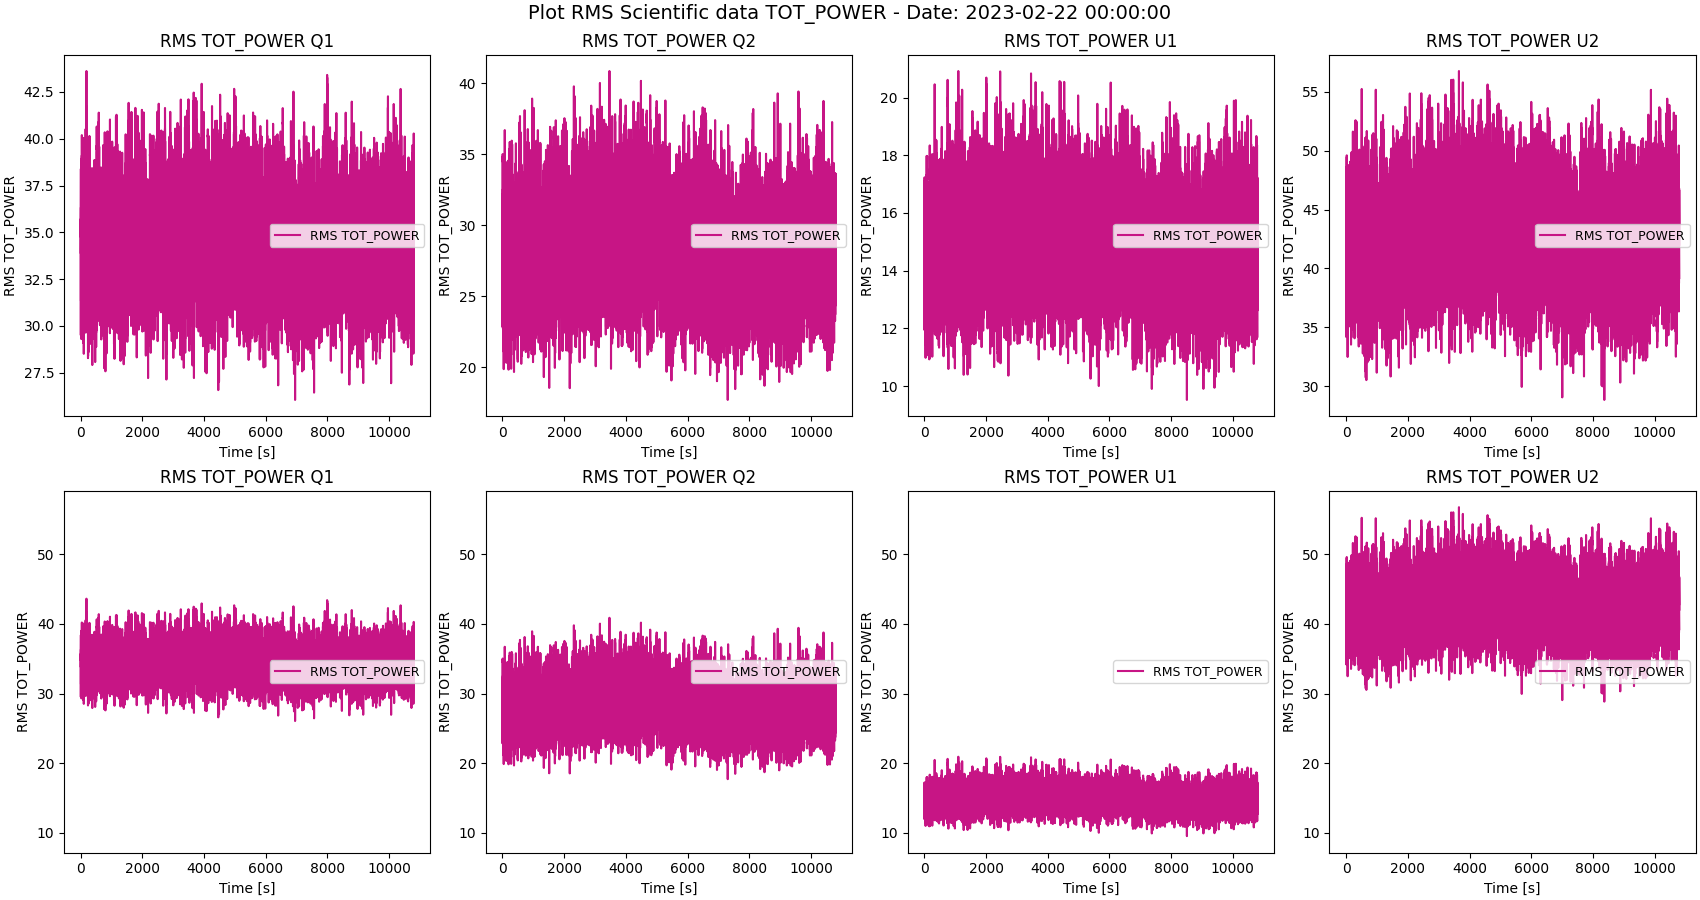 Plot RMS Scientific data TOT_POWER - Date: 2023-02-22 00:00:00
RMS TOT_POWER Q1
RMS TOT_POWER
42.5
40.0
37.5
35.0
32.5
30.0
27.5
RMS TOT_POWER
0 2000 4000 6000 8000 10000
Time [s]
RMS TOT_POWER Q2
RMS TOT_POWER
40
35
30
25
20
RMS TOT_POWER
0 2000 4000 6000 8000 10000
Time [s]
RMS TOT_POWER U1
RMS TOT_POWER
20
18
16
14
12
10
RMS TOT_POWER
0 2000 4000 6000 8000 10000
Time [s]
RMS TOT_POWER U2
RMS TOT_POWER
55
50
45
40
35
30
RMS TOT_POWER
0 2000 4000 6000 8000 10000
Time [s]
RMS TOT_POWER Q1
RMS TOT_POWER
50
40
30
20
10
RMS TOT_POWER
0 2000 4000 6000 8000 10000
Time [s]
RMS TOT_POWER Q2
RMS TOT_POWER
50
40
30
20
10
RMS TOT_POWER
0 2000 4000 6000 8000 10000
Time [s]
RMS TOT_POWER U1
RMS TOT_POWER
50
40
30
20
10
RMS TOT_POWER
0 2000 4000 6000 8000 10000
Time [s]
RMS TOT_POWER U2
RMS TOT_POWER
50
40
30
20
10
RMS TOT_POWER
0 2000 4000 6000 8000 10000
Time [s]